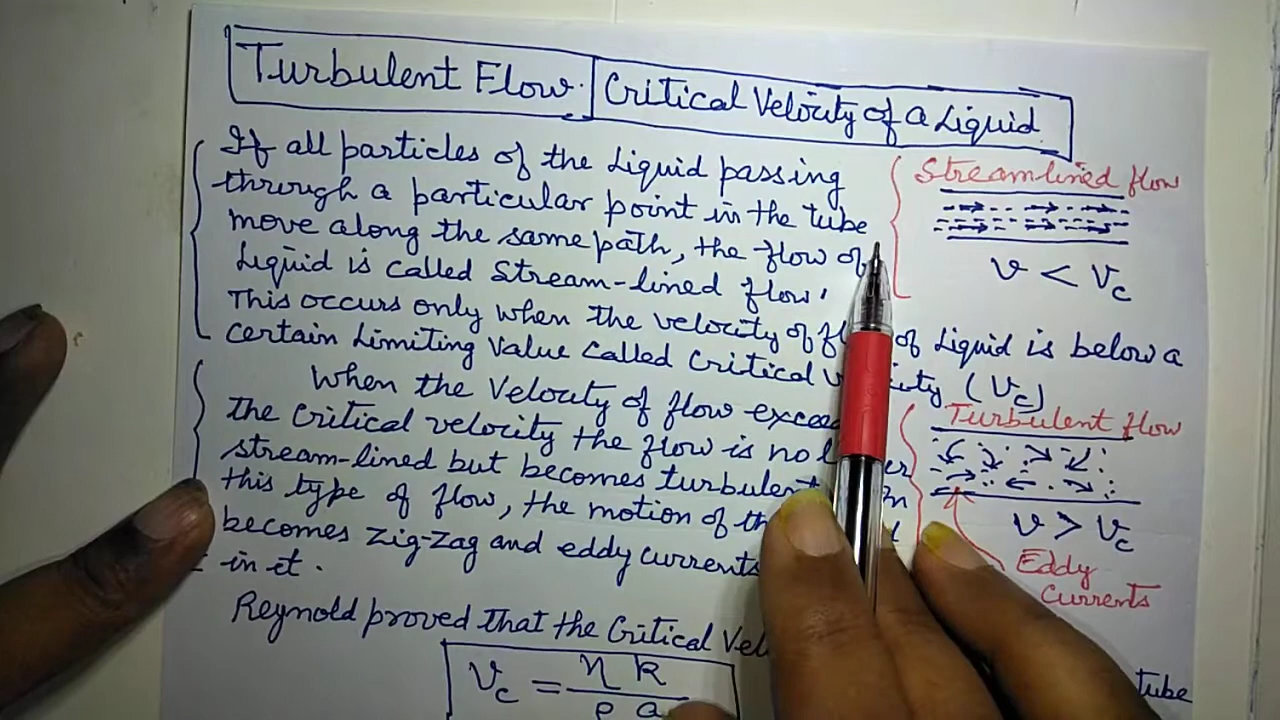 Turbulent Flow. Critical Velocity of a Liquid
If all particles of the Liquid passing
through a particular point in the tube
move along the same path, the flow of
Liquid is called stream-lined flow.
This occurs only when the velocity of of Liquid is below a
certain Limiting value called Critical (Vc)
When the Velocity of flow
the critical velocity the flow is no
stream-lined but becomes turbulent
this type of flow, the motion of
becomes zig-zag and eddy currents
in it.
Reynold proved that the Critical
tube
Vc = η k
ρ a
Streamlined flow
v < Vc
Turbulent flow
v > Vc
Eddy
Currents